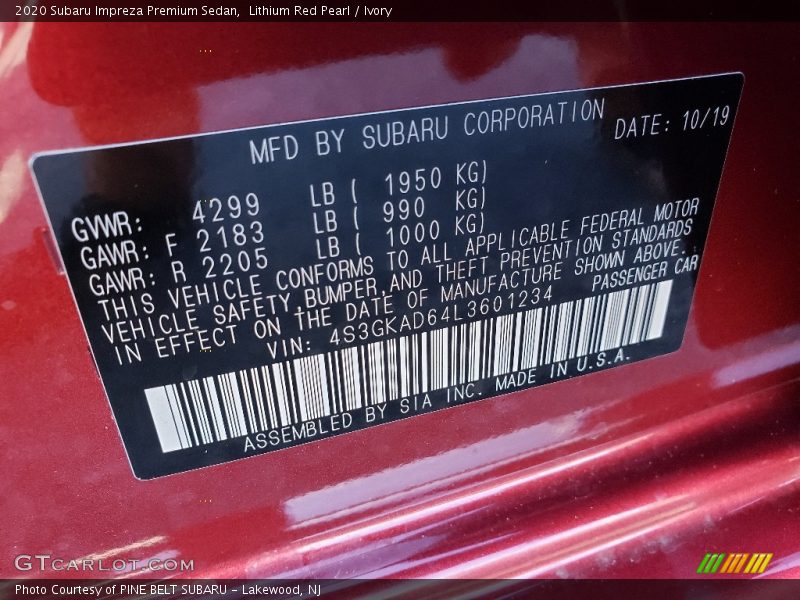 2020 Subaru Impreza Premium Sedan,  Lithium Red Pearl / Ivory
MFD BY SUBARU CORPORATION DATE: 10/19
GVWR: 4299 LB ( 1950 KG)
GAWR: F 2183 LB ( 990 KG)
GAWR: R 2205 LB ( 1000 KG)
THIS VEHICLE CONFORMS TO ALL APPLICABLE FEDERAL MOTOR
VEHICLE SAFETY BUMPER, AND THEFT PREVENTION STANDARDS
IN EFFECT ON THE DATE OF MANUFACTURE SHOWN ABOVE.
VIN: 4S3GKAD64L3601234 PASSENGER CAR
ASSEMBLED BY SIA INC. MADE IN U.S.A.
GTCARLOT.COM
Photo Courtesy of PINE BELT SUBARU - Lakewood, NJ